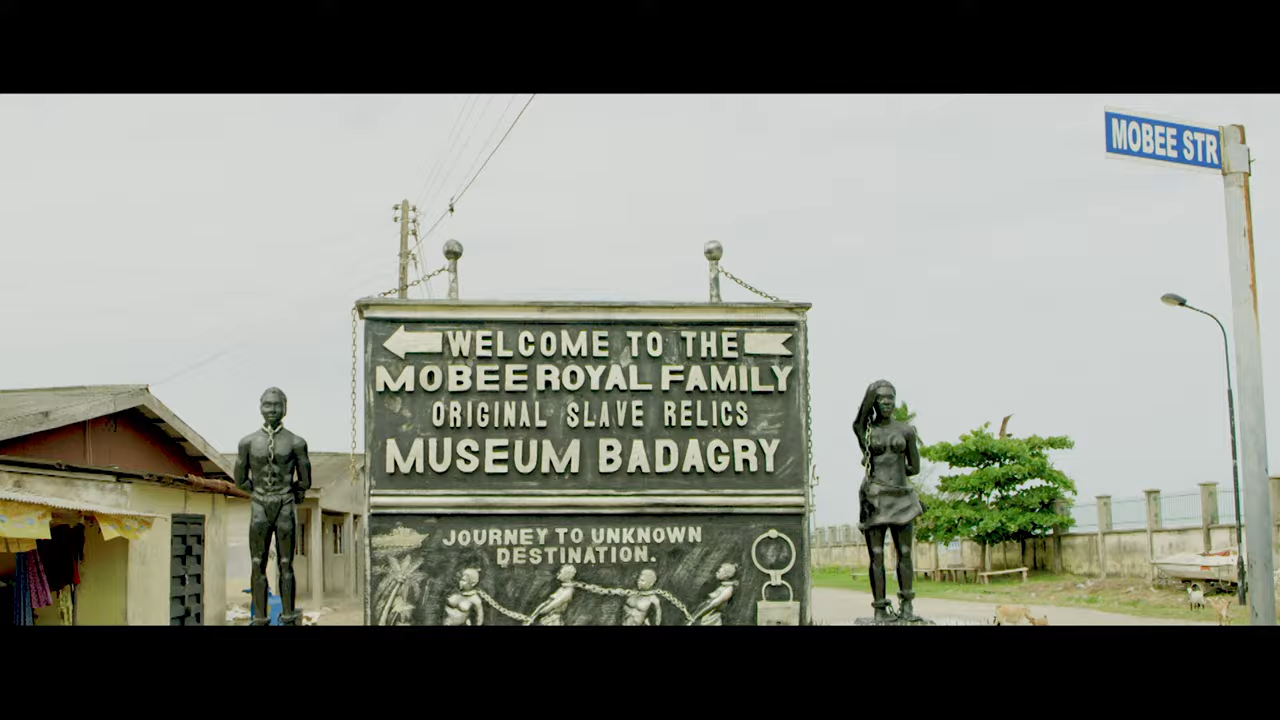 MOBEE STR
WELCOME TO THE
MOBEE ROYAL FAMILY
ORIGINAL SLAVE RELICS
MUSEUM BADAGRY
JOURNEY TO UNKNOWN
DESTINATION.